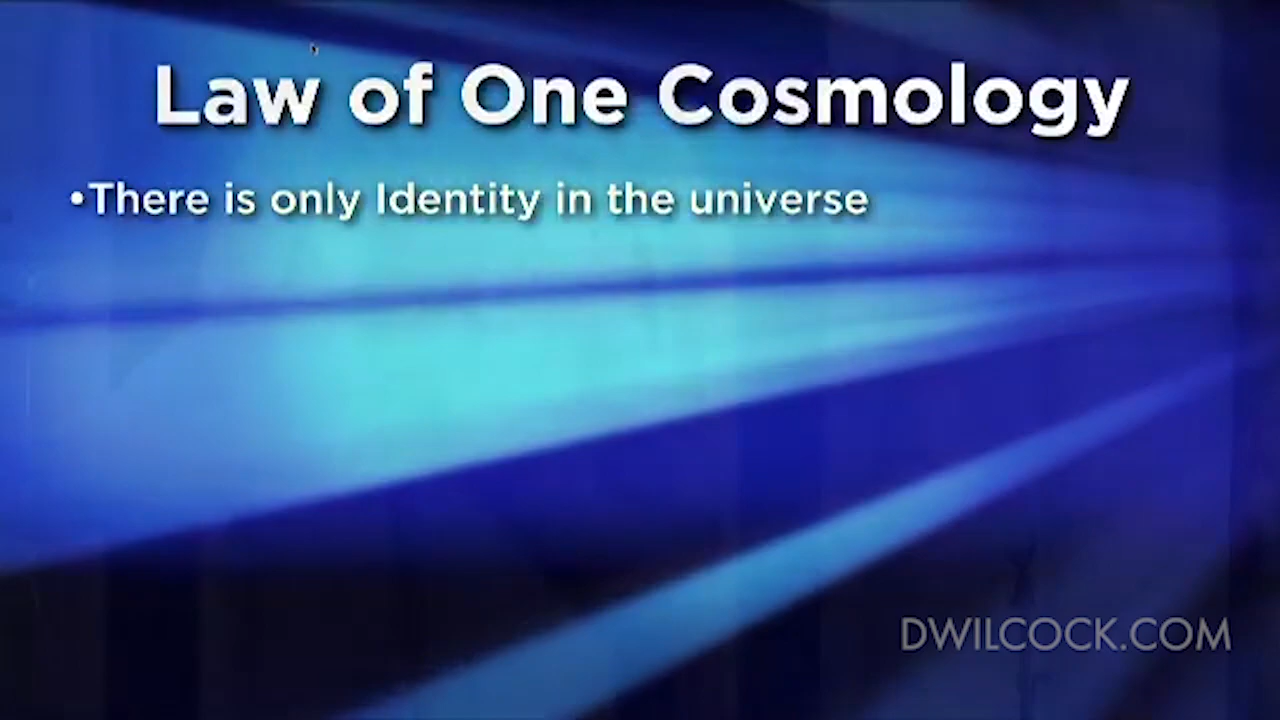 Law of One Cosmology
•There is only Identity in the universe
DWILCOCK.COM